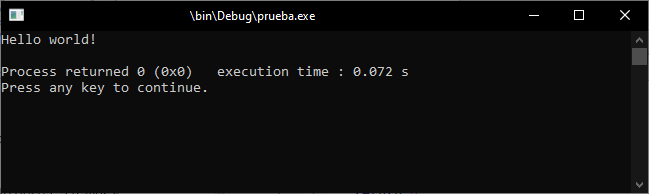 \bin\Debug\prueba.exe
Hello world!
Process returned 0 (0x0)   execution time : 0.072 s
Press any key to continue.